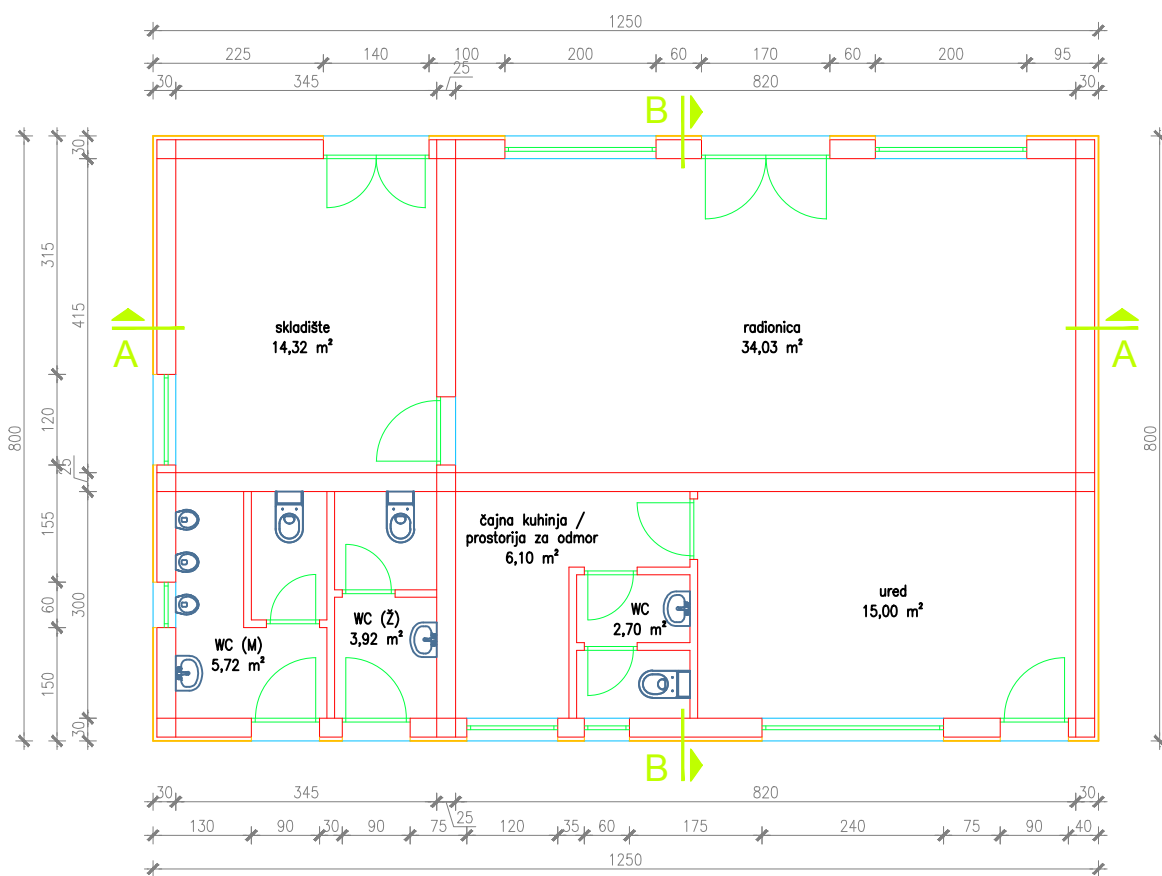 1250
225 140 100 200 60 170 60 200 95
25
30 345 820 30
B
30
315
415
800
800
skladište
14,32 m²
radionica
34,03 m²
A
A
120
25
155
čajna kuhinja /
prostorija za odmor
6,10 m²
ured
15,00 m²
60
300
WC
2,70 m²
WC (Ž)
3,92 m²
WC (M)
5,72 m²
150
30
B
30 345 820 30
25
130 90 30 90 75 120 35 60 175 240 75 90 40
1250